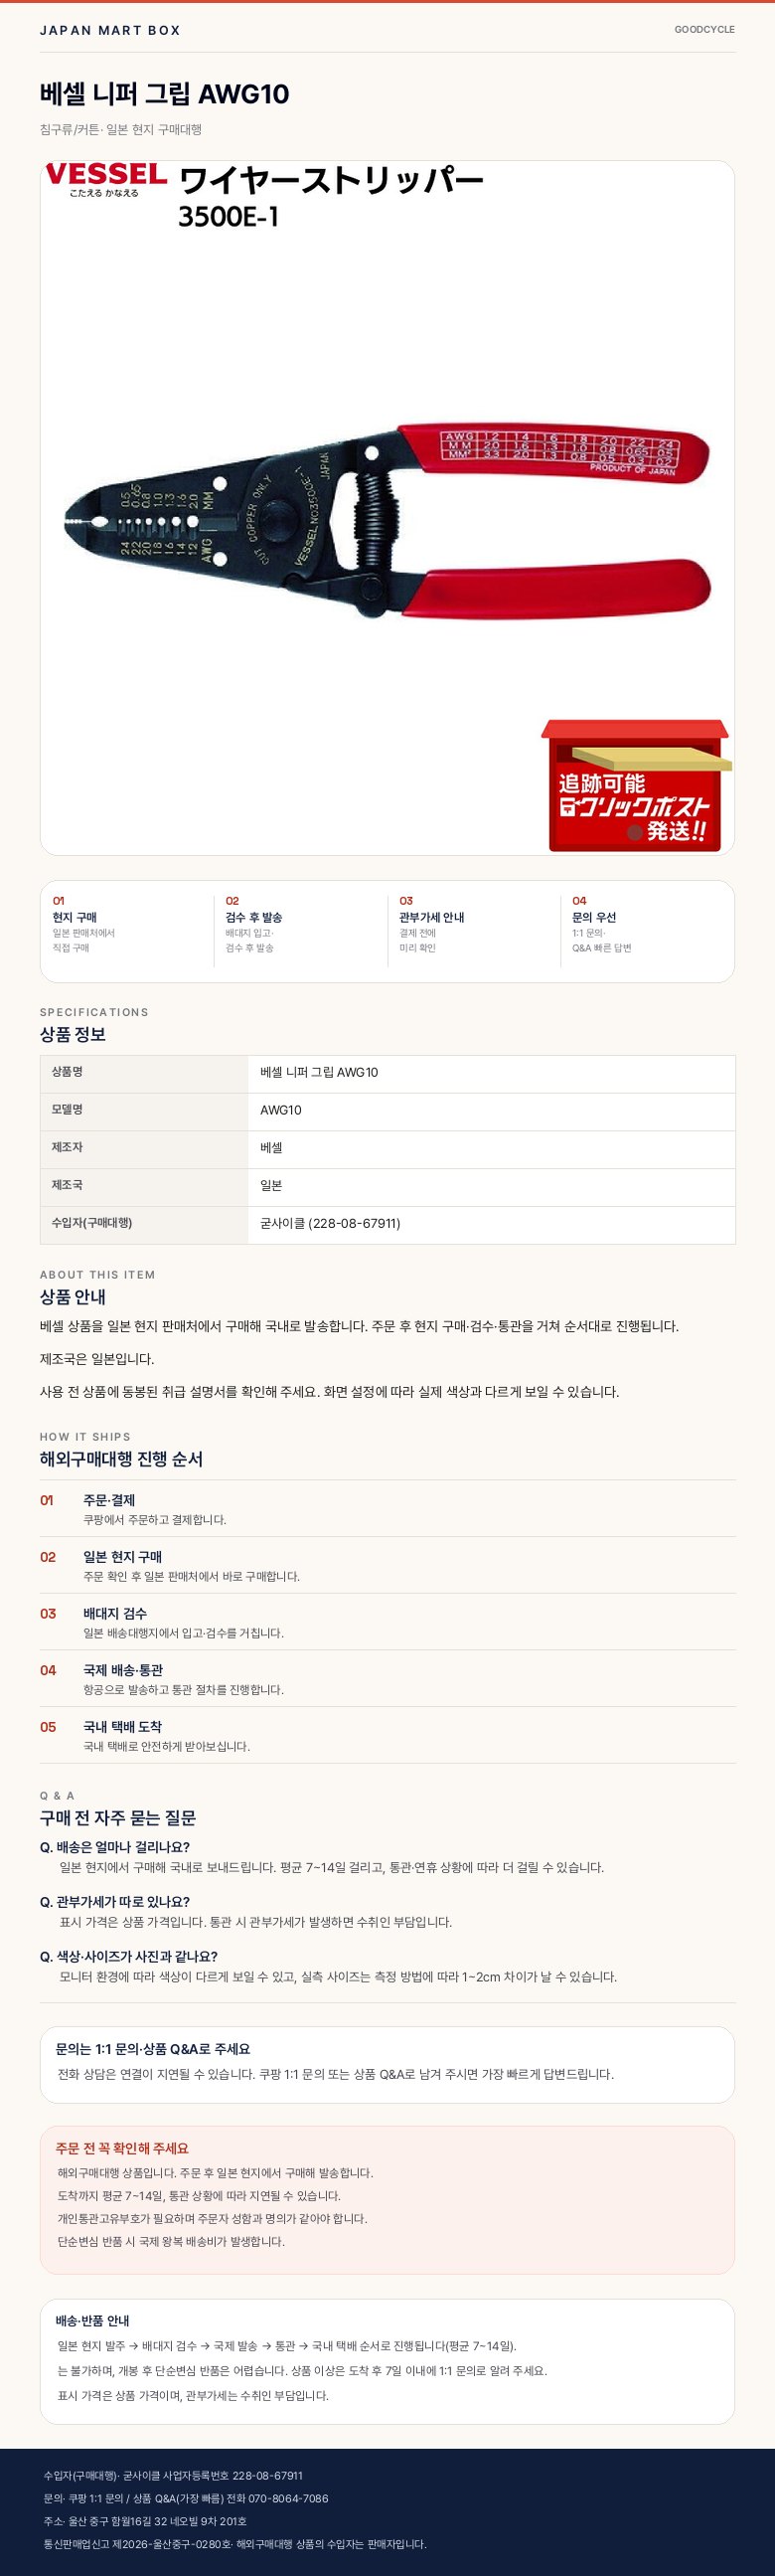 JAPAN MART BOX
GOODCYCLE
베셀 니퍼 그립 AWG10
침구류/커튼· 일본 현지 구매대행
VESSEL
こたえる かなえる
ワイヤーストリッパー
3500E-1
AWG 12 14 16 18 20 22 24
PRODUCT OF JAPAN
0.5 0.65 0.8 1.0 1.3 1.6 2.0 MM
24 22 20 18 16 14 12 AWG
CUT COPPER ONLY
VESSEL NO3500E-1
JAPAN
追跡可能
クリックポスト
発送!!
01
현지 구매
일본 판매처에서
직접 구매
02
검수 후 발송
배대지 입고·
검수 후 발송
03
관부가세 안내
결제 전에
미리 확인
04
문의 우선
1:1 문의·
Q&A 빠른 답변
SPECIFICATIONS
상품 정보
상품명 베셀 니퍼 그립 AWG10
모델명 AWG10
제조자 베셀
제조국 일본
수입자(구매대행) 굳사이클 (228-08-67911)
ABOUT THIS ITEM
상품 안내
베셀 상품을 일본 현지 판매처에서 구매해 국내로 발송합니다. 주문 후 현지 구매·검수·통관을 거쳐 순서대로 진행됩니다.
제조국은 일본입니다.
사용 전 상품에 동봉된 취급 설명서를 확인해 주세요. 화면 설정에 따라 실제 색상과 다르게 보일 수 있습니다.
HOW IT SHIPS
해외구매대행 진행 순서
01 주문·결제
쿠팡에서 주문하고 결제합니다.
02 일본 현지 구매
주문 확인 후 일본 판매처에서 바로 구매합니다.
03 배대지 검수
일본 배송대행지에서 입고·검수를 거칩니다.
04 국제 배송·통관
항공으로 발송하고 통관 절차를 진행합니다.
05 국내 택배 도착
국내 택배로 안전하게 받아보십니다.
Q & A
구매 전 자주 묻는 질문
Q. 배송은 얼마나 걸리나요?
일본 현지에서 구매해 국내로 보내드립니다. 평균 7~14일 걸리고, 통관·연휴 상황에 따라 더 걸릴 수 있습니다.
Q. 관부가세가 따로 있나요?
표시 가격은 상품 가격입니다. 통관 시 관부가세가 발생하면 수취인 부담입니다.
Q. 색상·사이즈가 사진과 같나요?
모니터 환경에 따라 색상이 다르게 보일 수 있고, 실측 사이즈는 측정 방법에 따라 1~2cm 차이가 날 수 있습니다.
문의는 1:1 문의·상품 Q&A로 주세요
전화 상담은 연결이 지연될 수 있습니다. 쿠팡 1:1 문의 또는 상품 Q&A로 남겨 주시면 가장 빠르게 답변드립니다.
주문 전 꼭 확인해 주세요
해외구매대행 상품입니다. 주문 후 일본 현지에서 구매해 발송합니다.
도착까지 평균 7~14일, 통관 상황에 따라 지연될 수 있습니다.
개인통관고유부호가 필요하며 주문자 성함과 명의가 같아야 합니다.
단순변심 반품 시 국제 왕복 배송비가 발생합니다.
배송·반품 안내
일본 현지 발주 → 배대지 검수 → 국제 발송 → 통관 → 국내 택배 순서로 진행됩니다(평균 7~14일).
는 불가하며, 개봉 후 단순변심 반품은 어렵습니다. 상품 이상은 도착 후 7일 이내에 1:1 문의로 알려 주세요.
표시 가격은 상품 가격이며, 관부가세는 수취인 부담입니다.
수입자(구매대행)· 굳사이클 사업자등록번호 228-08-67911
문의· 쿠팡 1:1 문의 / 상품 Q&A(가장 빠름) 전화 070-8064-7086
주소· 울산 중구 함월16길 32 네오빌 9차 201호
통신판매업신고 제2026-울산중구-0280호· 해외구매대행 상품의 수입자는 판매자입니다.